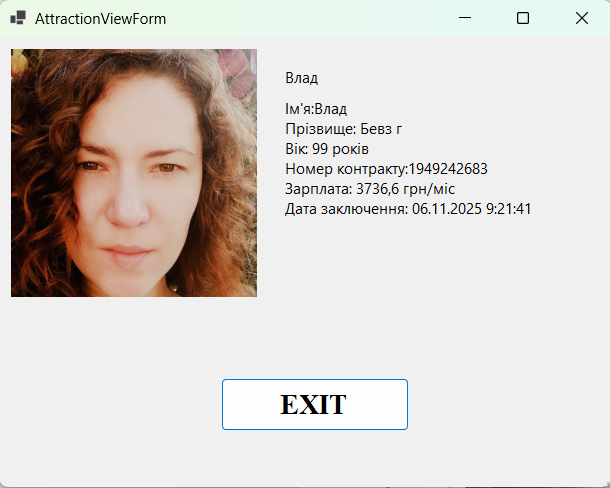 AttractionViewForm
Влад
Ім'я:Влад
Прізвище: Бевз г
Вік: 99 років
Номер контракту:1949242683
Зарплата: 3736,6 грн/міс
Дата заключення: 06.11.2025 9:21:41
EXIT